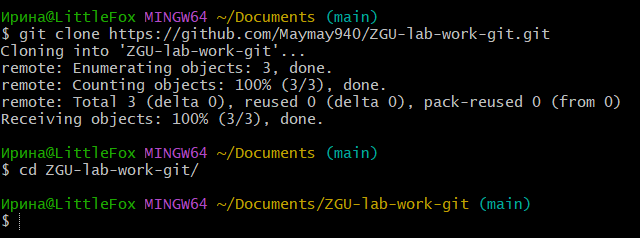 Ирина@LittleFox MINGW64 ~/Documents (main)
$ git clone https://github.com/Maymay940/ZGU-lab-work-git.git
Cloning into 'ZGU-lab-work-git'...
remote: Enumerating objects: 3, done.
remote: Counting objects: 100% (3/3), done.
remote: Total 3 (delta 0), reused 0 (delta 0), pack-reused 0 (from 0)
Receiving objects: 100% (3/3), done.
Ирина@LittleFox MINGW64 ~/Documents (main)
$ cd ZGU-lab-work-git/
Ирина@LittleFox MINGW64 ~/Documents/ZGU-lab-work-git (main)
$